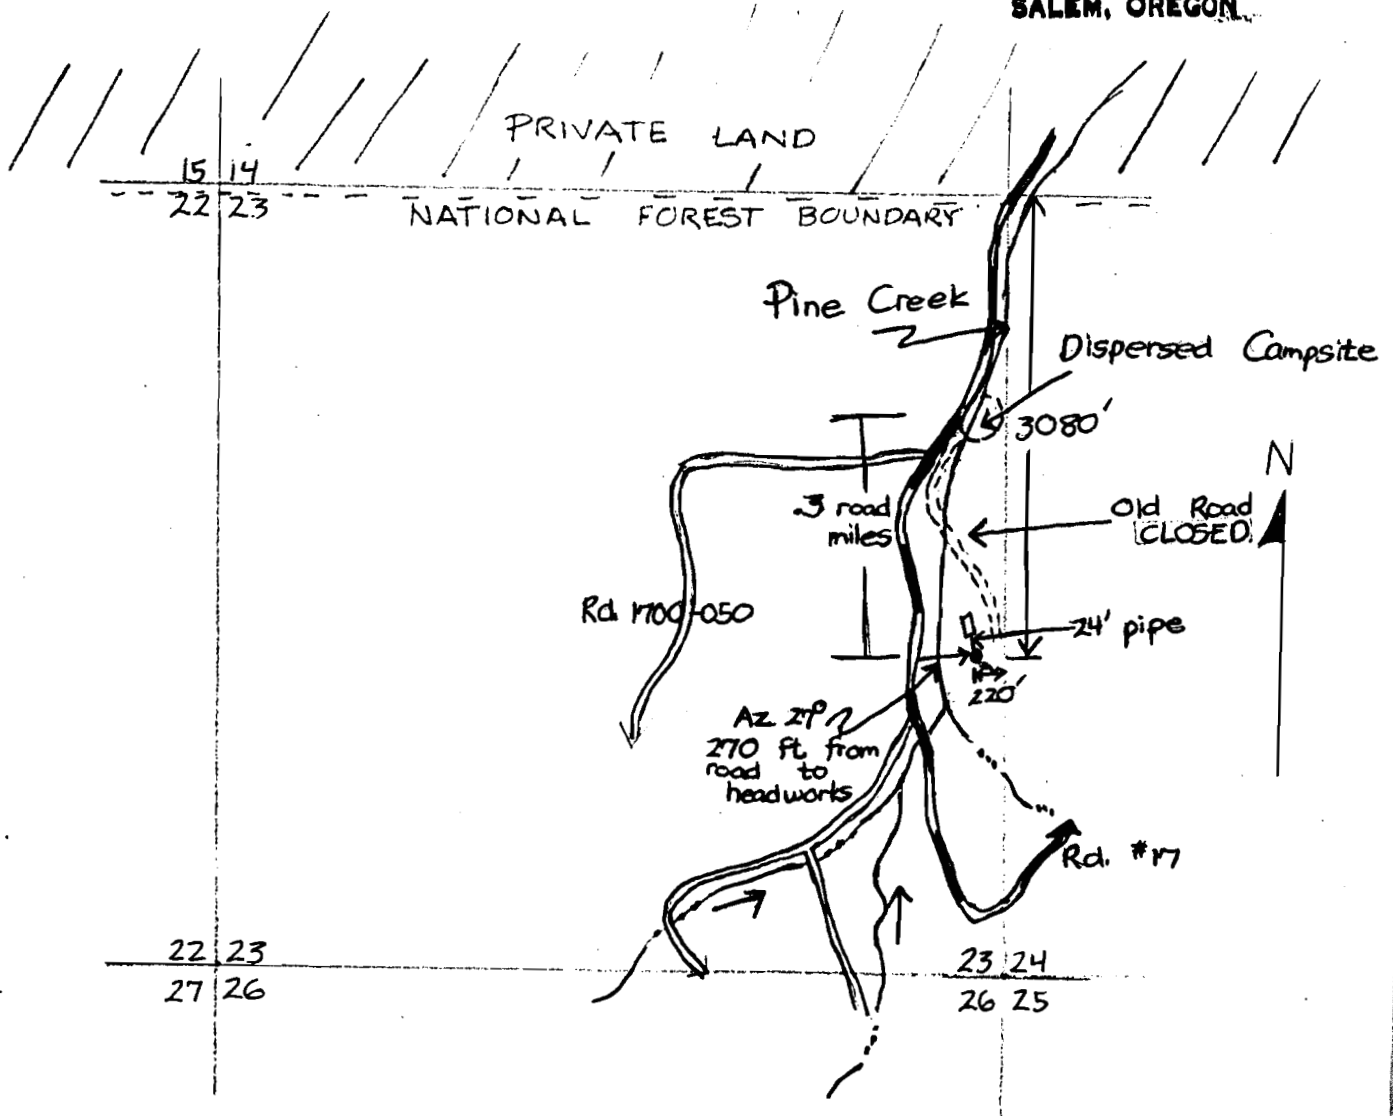 SALEM, OREGON
PRIVATE LAND
15 14
22 23
NATIONAL FOREST BOUNDARY
Pine Creek
Dispersed Campsite
3080'
N
.3 road
miles
Old Road
CLOSED
Rd. 1700-050
24' pipe
220'
270 ft. from
road to
headworks
Rd. #17
22 23
27 26
23 24
26 25